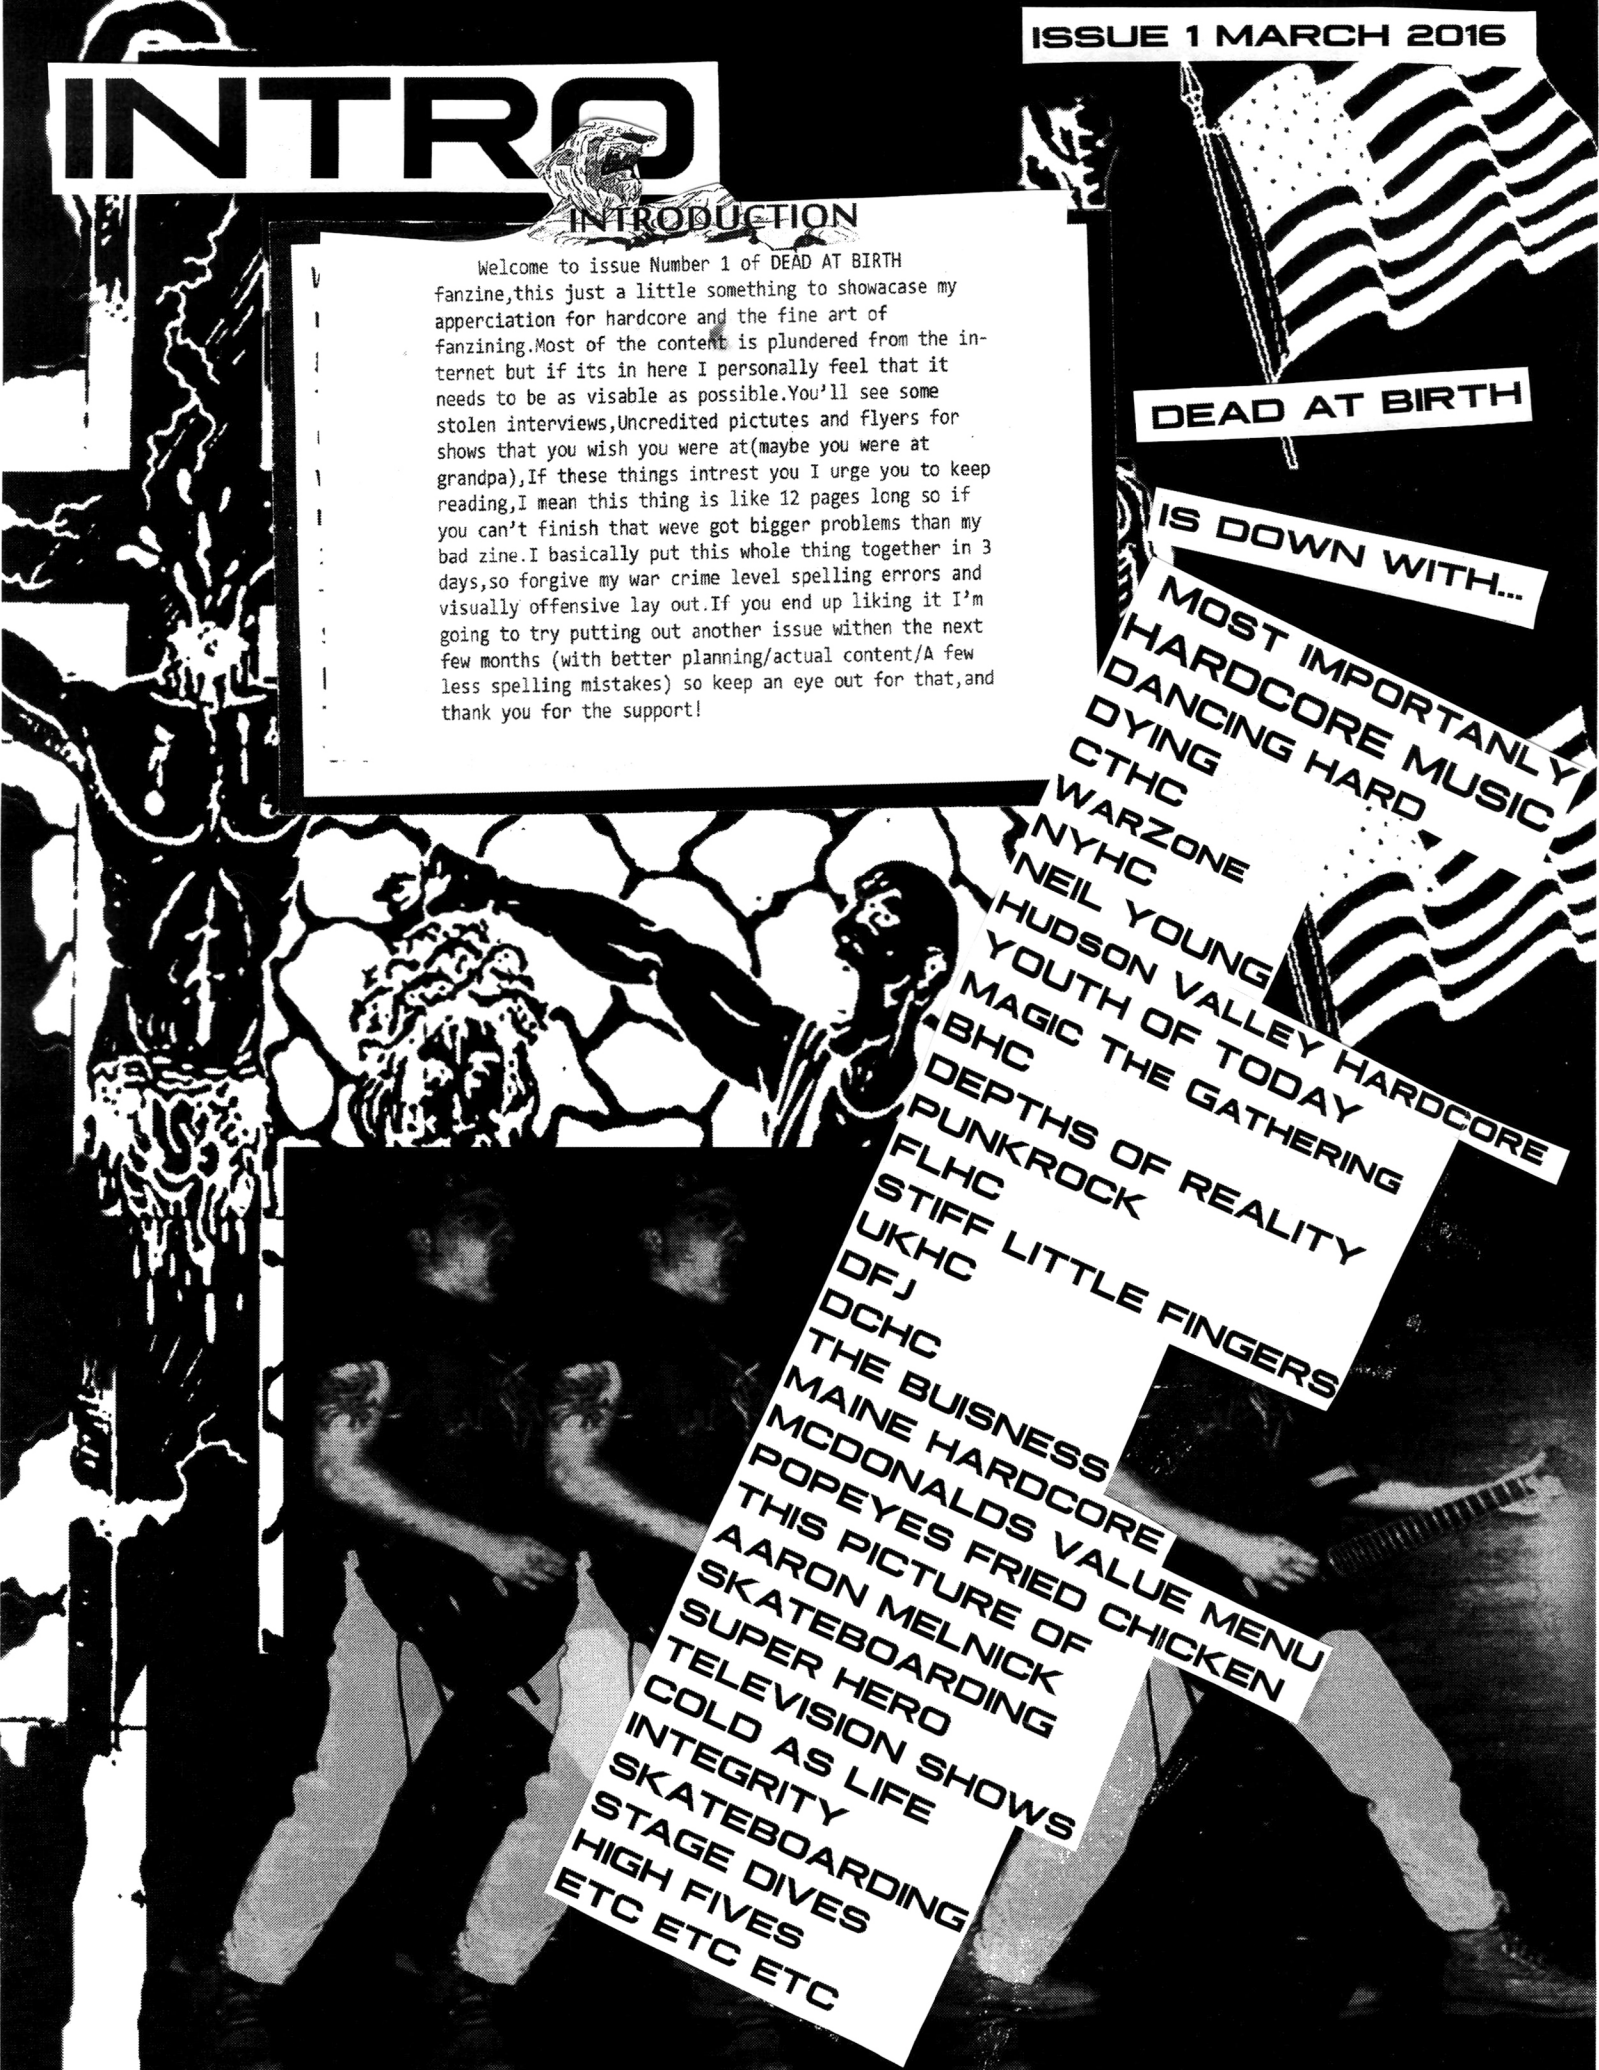 INTRO
ISSUE 1 MARCH 2016
INTRODUCTION
Welcome to issue Number 1 of DEAD AT BIRTH
fanzine,this just a little something to showacase my
apperciation for hardcore and the fine art of
fanzining.Most of the content is plundered from the in-
ternet but if its in here I personally feel that it
needs to be as visable as possible.You'll see some
stolen interviews,Uncredited pictutes and flyers for
shows that you wish you were at(maybe you were at
grandpa),If these things intrest you I urge you to keep
reading,I mean this thing is like 12 pages long so if
you can't finish that weve got bigger problems than my
bad zine.I basically put this whole thing together in 3
days,so forgive my war crime level spelling errors and
visually offensive lay out.If you end up liking it I'm
going to try putting out another issue withen the next
few months (with better planning/actual content/A few
less spelling mistakes) so keep an eye out for that,and
thank you for the support!
DEAD AT BIRTH
IS DOWN WITH...
MOST IMPORTANLY
HARDCORE MUSIC
DANCING HARD
DYING
CTHC
WARZONE
NYHC
NEIL YOUNG
HUDSON VALLEY HARDCORE
YOUTH OF TODAY
MAGIC THE GATHERING
BHC
DEPTHS OF REALITY
PUNKROCK
FLHC
STIFF LITTLE FINGERS
UKHC
DFJ
DCHC
THE BUISNESS
MAINE HARDCORE
MCDONALDS VALUE MENU
POPEYES FRIED CHICKEN
THIS PICTURE OF
AARON MELNICK
SKATEBOARDING
SUPER HERO
TELEVISION SHOWS
COLD AS LIFE
INTEGRITY
SKATEBOARDING
STAGE DIVES
HIGH FIVES
ETC ETC ETC